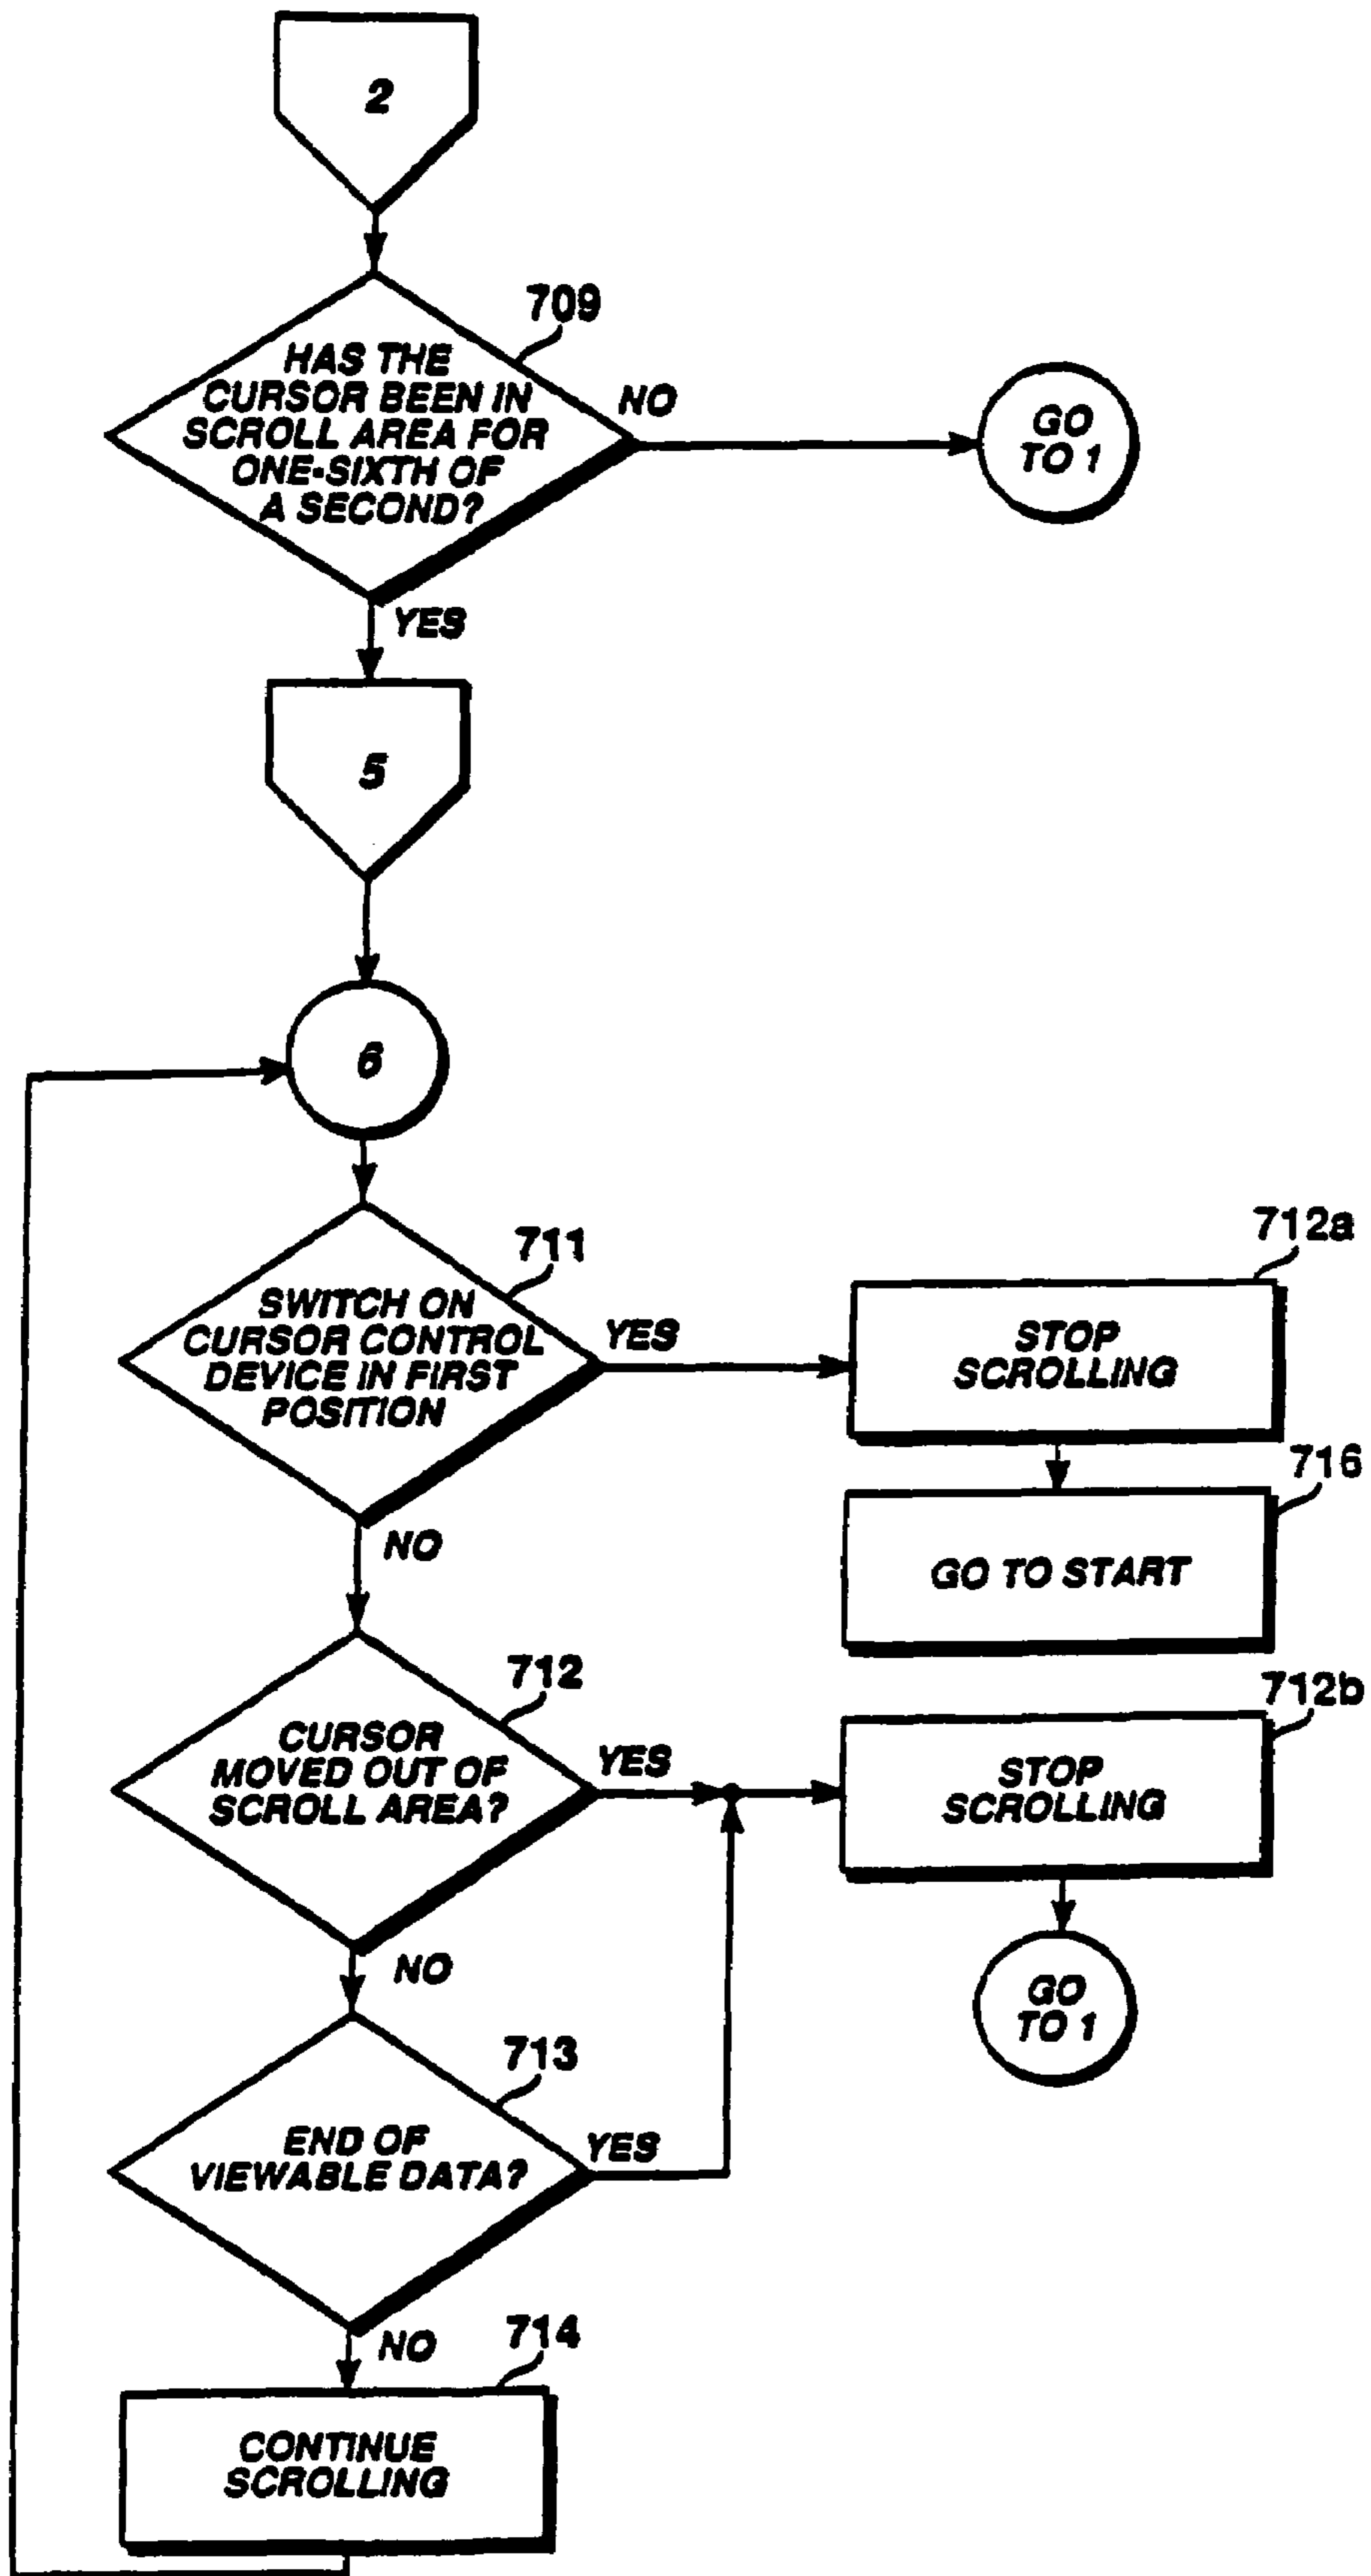 2
709
HAS THE
CURSOR BEEN IN
SCROLL AREA FOR
ONE-SIXTH OF
A SECOND?
NO
GO
TO 1
YES
5
6
711
SWITCH ON
CURSOR CONTROL
DEVICE IN FIRST
POSITION
YES
712a
STOP
SCROLLING
716
GO TO START
NO
712
CURSOR
MOVED OUT OF
SCROLL AREA?
YES
712b
STOP
SCROLLING
GO
TO 1
NO
713
END OF
VIEWABLE DATA?
YES
NO
714
CONTINUE
SCROLLING